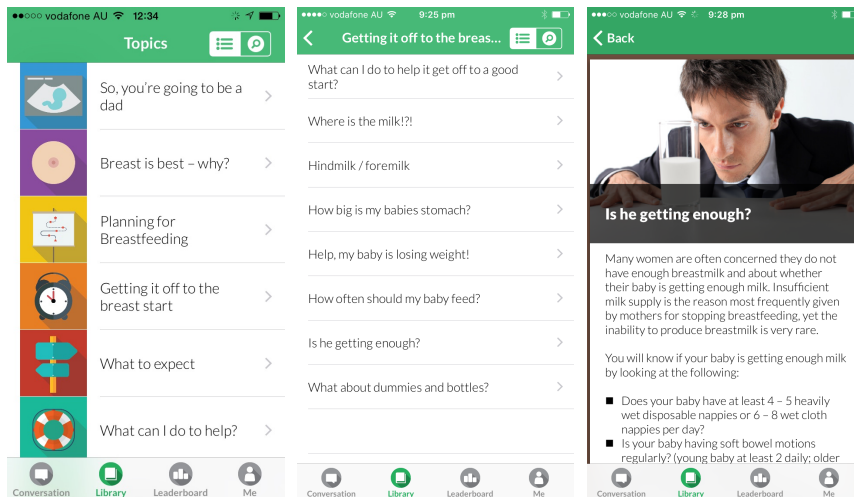 vodafone AU 12:34
Topics
So, you're going to be a
dad
Breast is best – why?
Planning for
Breastfeeding
Getting it off to the
breast start
What to expect
What can I do to help?
Conversation
Library
Leaderboard
Me
vodafone AU 9:25 pm
Getting it off to the breas...
What can I do to help it get off to a good
start?
Where is the milk!?!
Hindmilk / foremilk
How big is my babies stomach?
Help, my baby is losing weight!
How often should my baby feed?
Is he getting enough?
What about dummies and bottles?
Conversation
Library
Leaderboard
Me
vodafone AU 9:28 pm
Back
Is he getting enough?
Many women are often concerned they do not
have enough breastmilk and about whether
their baby is getting enough milk. Insufficient
milk supply is the reason most frequently given
by mothers for stopping breastfeeding, yet the
inability to produce breastmilk is very rare.
You will know if your baby is getting enough milk
by looking at the following:
■ Does your baby have at least 4 – 5 heavily
wet disposable nappies or 6 – 8 wet cloth
nappies per day?
■ Is your baby having soft bowel motions
regularly? (young baby at least 2 daily; older
Conversation
Library
Leaderboard
Me